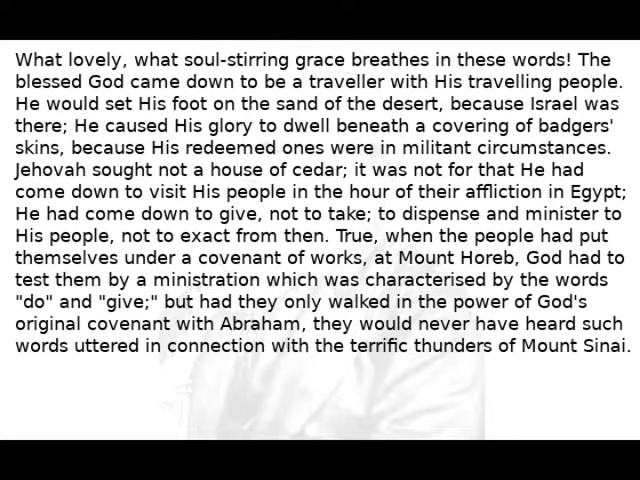 What lovely, what soul-stirring grace breathes in these words! The
blessed God came down to be a traveller with His travelling people.
He would set His foot on the sand of the desert, because Israel was
there; He caused His glory to dwell beneath a covering of badgers'
skins, because His redeemed ones were in militant circumstances.
Jehovah sought not a house of cedar; it was not for that He had
come down to visit His people in the hour of their affliction in Egypt;
He had come down to give, not to take; to dispense and minister to
His people, not to exact from then. True, when the people had put
themselves under a covenant of works, at Mount Horeb, God had to
test them by a ministration which was characterised by the words
"do" and "give;" but had they only walked in the power of God's
original covenant with Abraham, they would never have heard such
words uttered in connection with the terrific thunders of Mount Sinai.